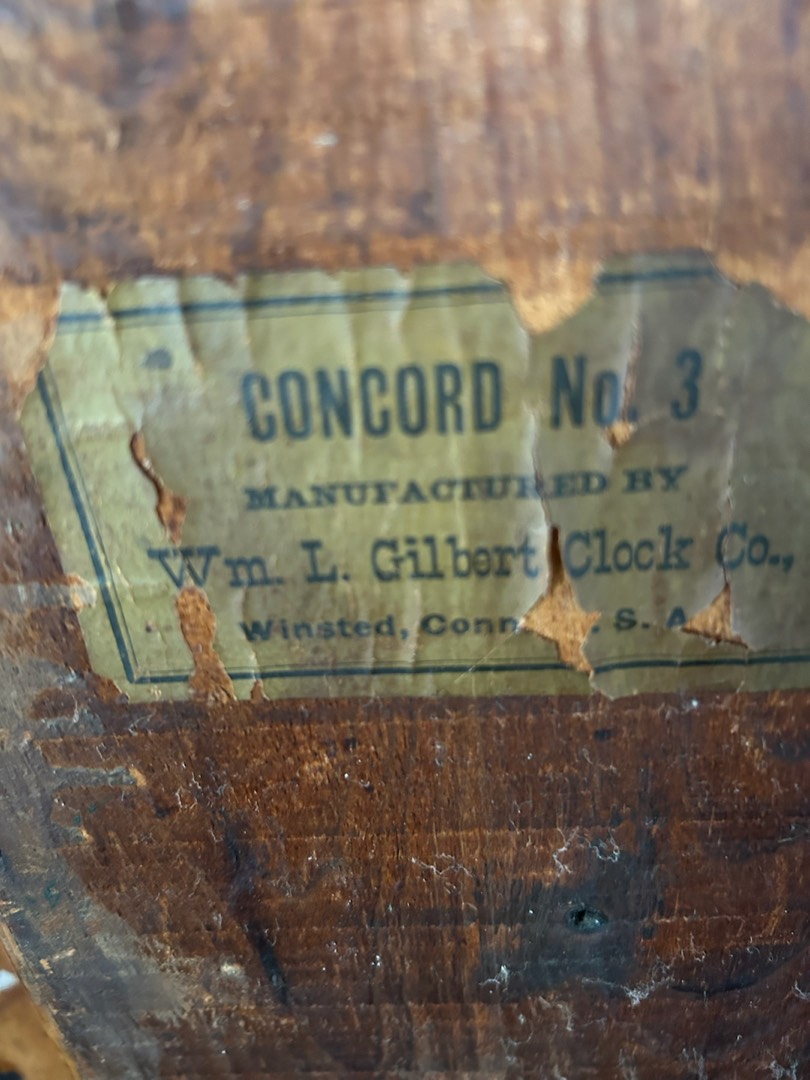 CONCORD No. 3
MANUFACTURED BY
Wm. L. Gilbert Clock Co.,
Winsted, Conn. S. A